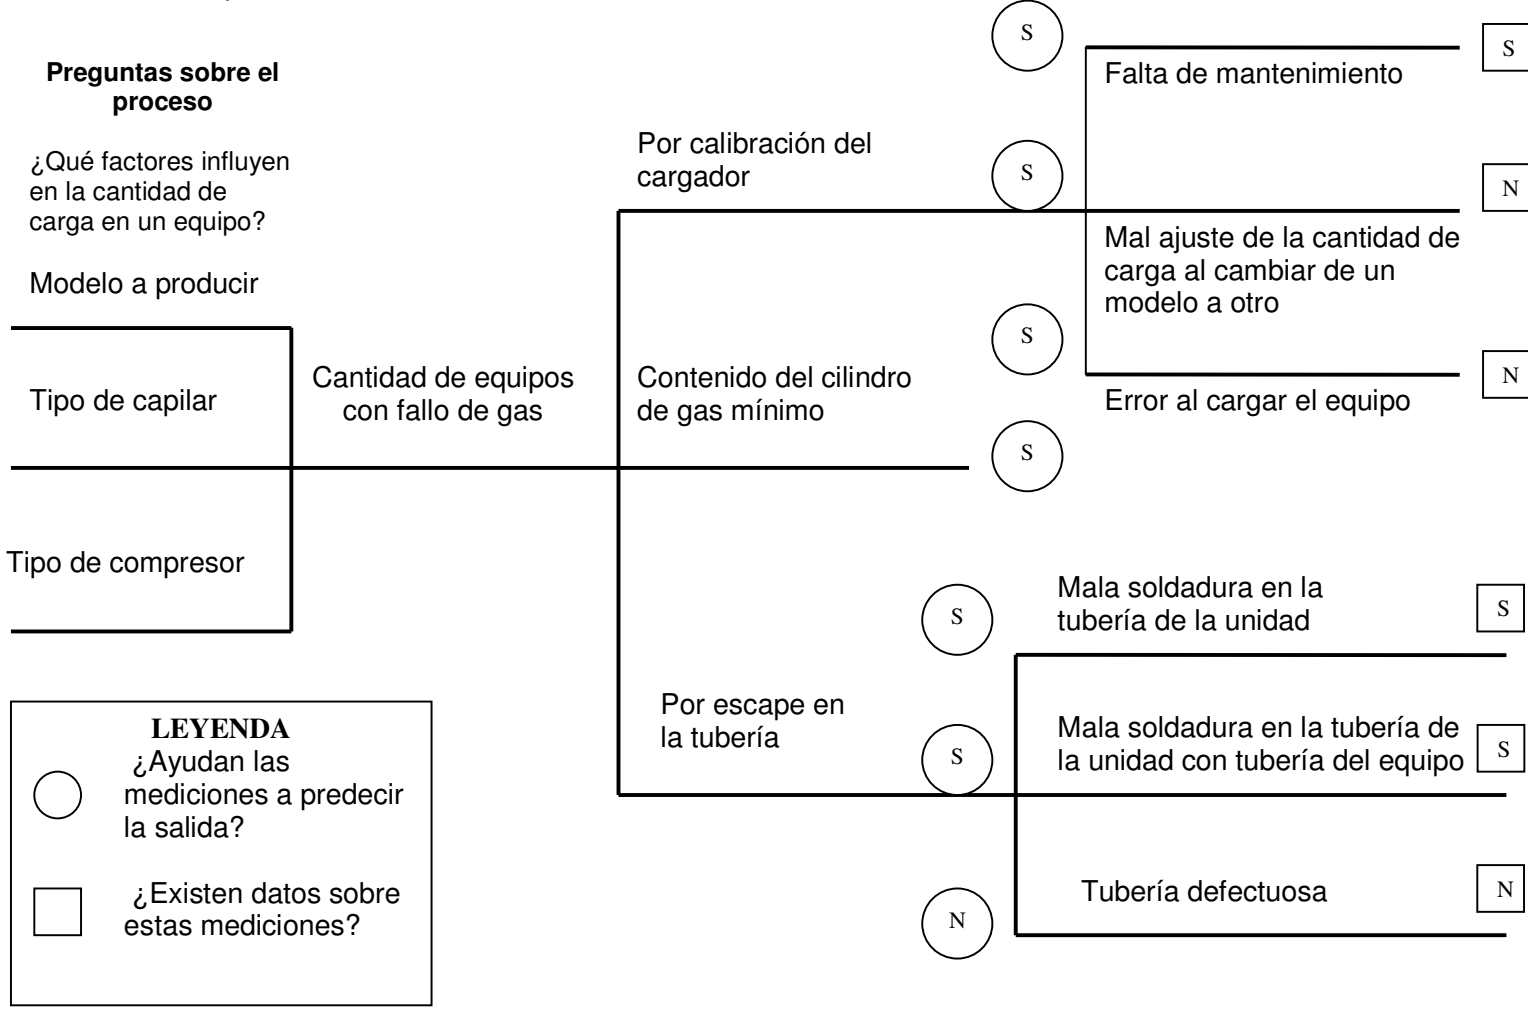 Preguntas sobre el
proceso
¿Qué factores influyen
en la cantidad de
carga en un equipo?
Modelo a producir
Tipo de capilar
Tipo de compresor
Cantidad de equipos
con fallo de gas
Por calibración del
cargador
Contenido del cilindro
de gas mínimo
Por escape en
la tubería
S
Falta de mantenimiento
S
S
N
Mal ajuste de la cantidad de
carga al cambiar de un
modelo a otro
S
N
Error al cargar el equipo
S
S
Mala soldadura en la
tubería de la unidad
S
S
Mala soldadura en la tubería de
la unidad con tubería del equipo
S
N
Tubería defectuosa
N
LEYENDA
¿Ayudan las
mediciones a predecir
la salida?
¿Existen datos sobre
estas mediciones?